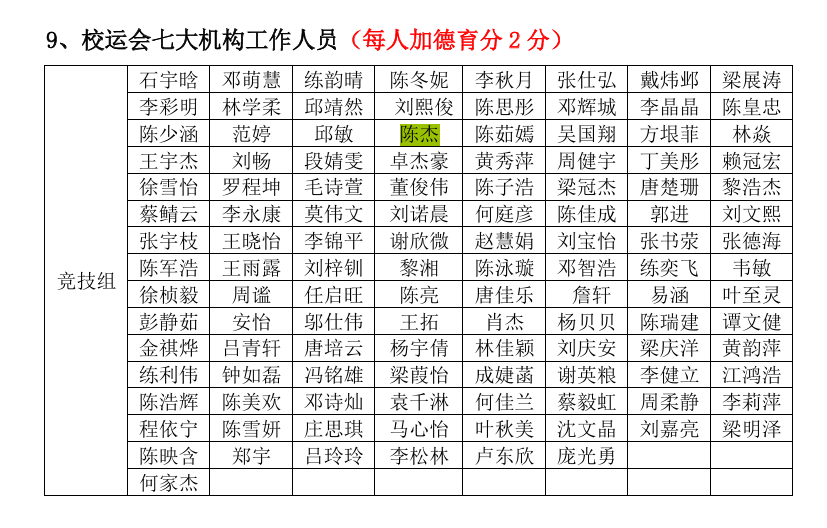 9、校运会七大机构工作人员（每人加德育分 2 分）
石宇晗 邓萌慧 练韵晴 陈冬妮 李秋月 张仕弘 戴炜邺 梁展涛
李彩明 林学柔 邱靖然 刘熙俊 陈思彤 邓辉城 李晶晶 陈皇忠
陈少涵 范婷 邱敏 陈杰 陈茹嫣 吴国翔 方垠菲 林焱
王宇杰 刘畅 段婧雯 卓杰豪 黄秀萍 周健宇 丁美彤 赖冠宏
徐雪怡 罗程坤 毛诗萱 董俊伟 陈子浩 梁冠杰 唐楚珊 黎浩杰
蔡鲭云 李永康 莫伟文 刘诺晨 何庭彦 陈佳成 郭进 刘文熙
张宇枝 王晓怡 李锦平 谢欣微 赵慧娟 刘宝怡 张书荥 张德海
竞技组 陈军浩 王雨露 刘梓钏 黎湘 陈泳璇 邓智浩 练奕飞 韦敏
徐桢毅 周谧 任启旺 陈亮 唐佳乐 詹轩 易涵 叶至灵
彭静茹 安怡 邬仕伟 王拓 肖杰 杨贝贝 陈瑞建 谭文健
金祺烨 吕青轩 唐培云 杨宇倩 林佳颖 刘庆安 梁庆洋 黄韵萍
练利伟 钟如磊 冯铭雄 梁葭怡 成婕菡 谢英粮 李健立 江鸿浩
陈浩辉 陈美欢 邓诗灿 袁千淋 何佳兰 蔡毅虹 周柔静 李莉萍
程依宁 陈雪妍 庄思琪 马心怡 叶秋美 沈文晶 刘嘉亮 梁明泽
陈映含 郑宇 吕玲玲 李松林 卢东欣 庞光勇
何家杰